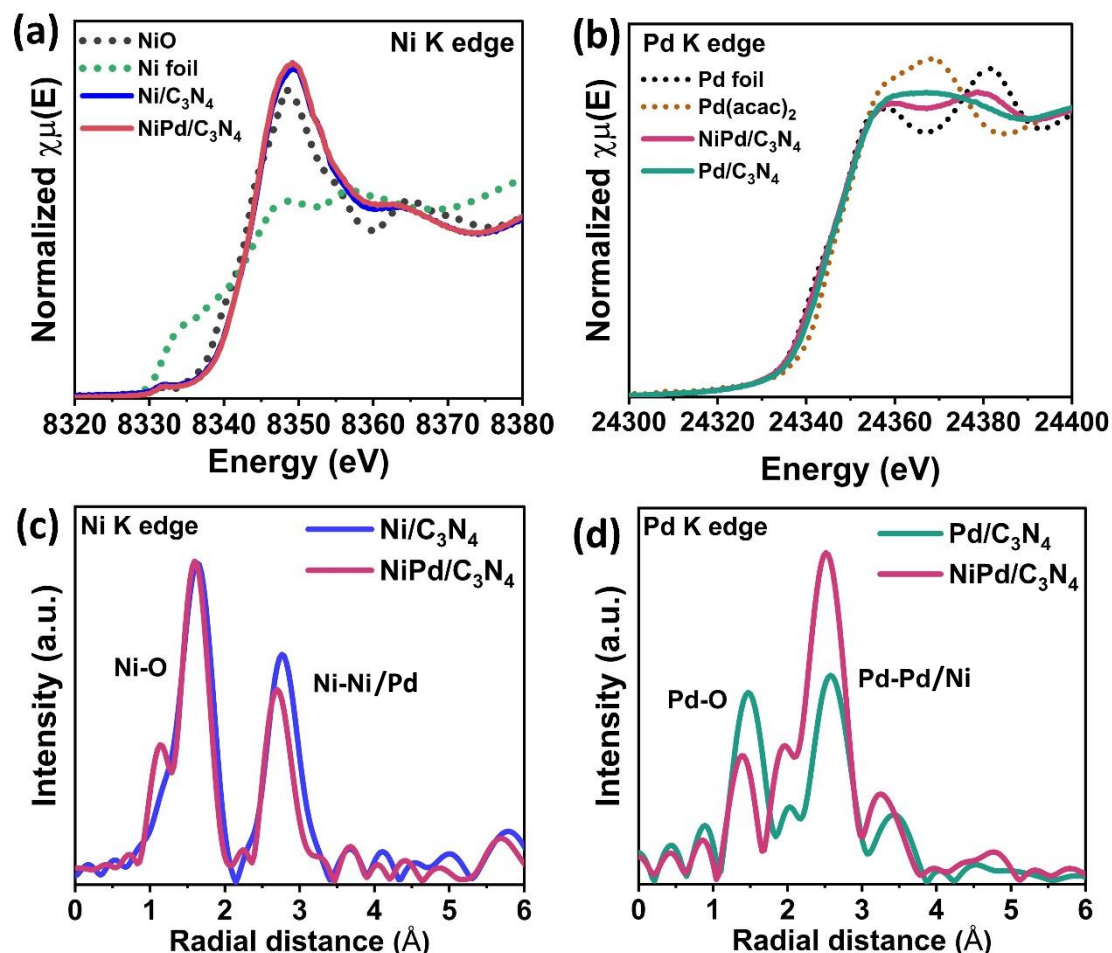 (a)
Ni K edge
NiO
Ni foil
Ni/C₃N₄
NiPd/C₃N₄
Normalized χμ(E)
8320 8330 8340 8350 8360 8370 8380
Energy (eV)
(b)
Pd K edge
Pd foil
Pd(acac)₂
NiPd/C₃N₄
Pd/C₃N₄
Normalized χμ(E)
24300 24320 24340 24360 24380 24400
Energy (eV)
(c)
Ni K edge
Ni/C₃N₄
NiPd/C₃N₄
Ni-O
Ni-Ni/Pd
Intensity (a.u.)
0 1 2 3 4 5 6
Radial distance (Å)
(d)
Pd K edge
Pd/C₃N₄
NiPd/C₃N₄
Pd-O
Pd-Pd/Ni
Intensity (a.u.)
0 1 2 3 4 5 6
Radial distance (Å)